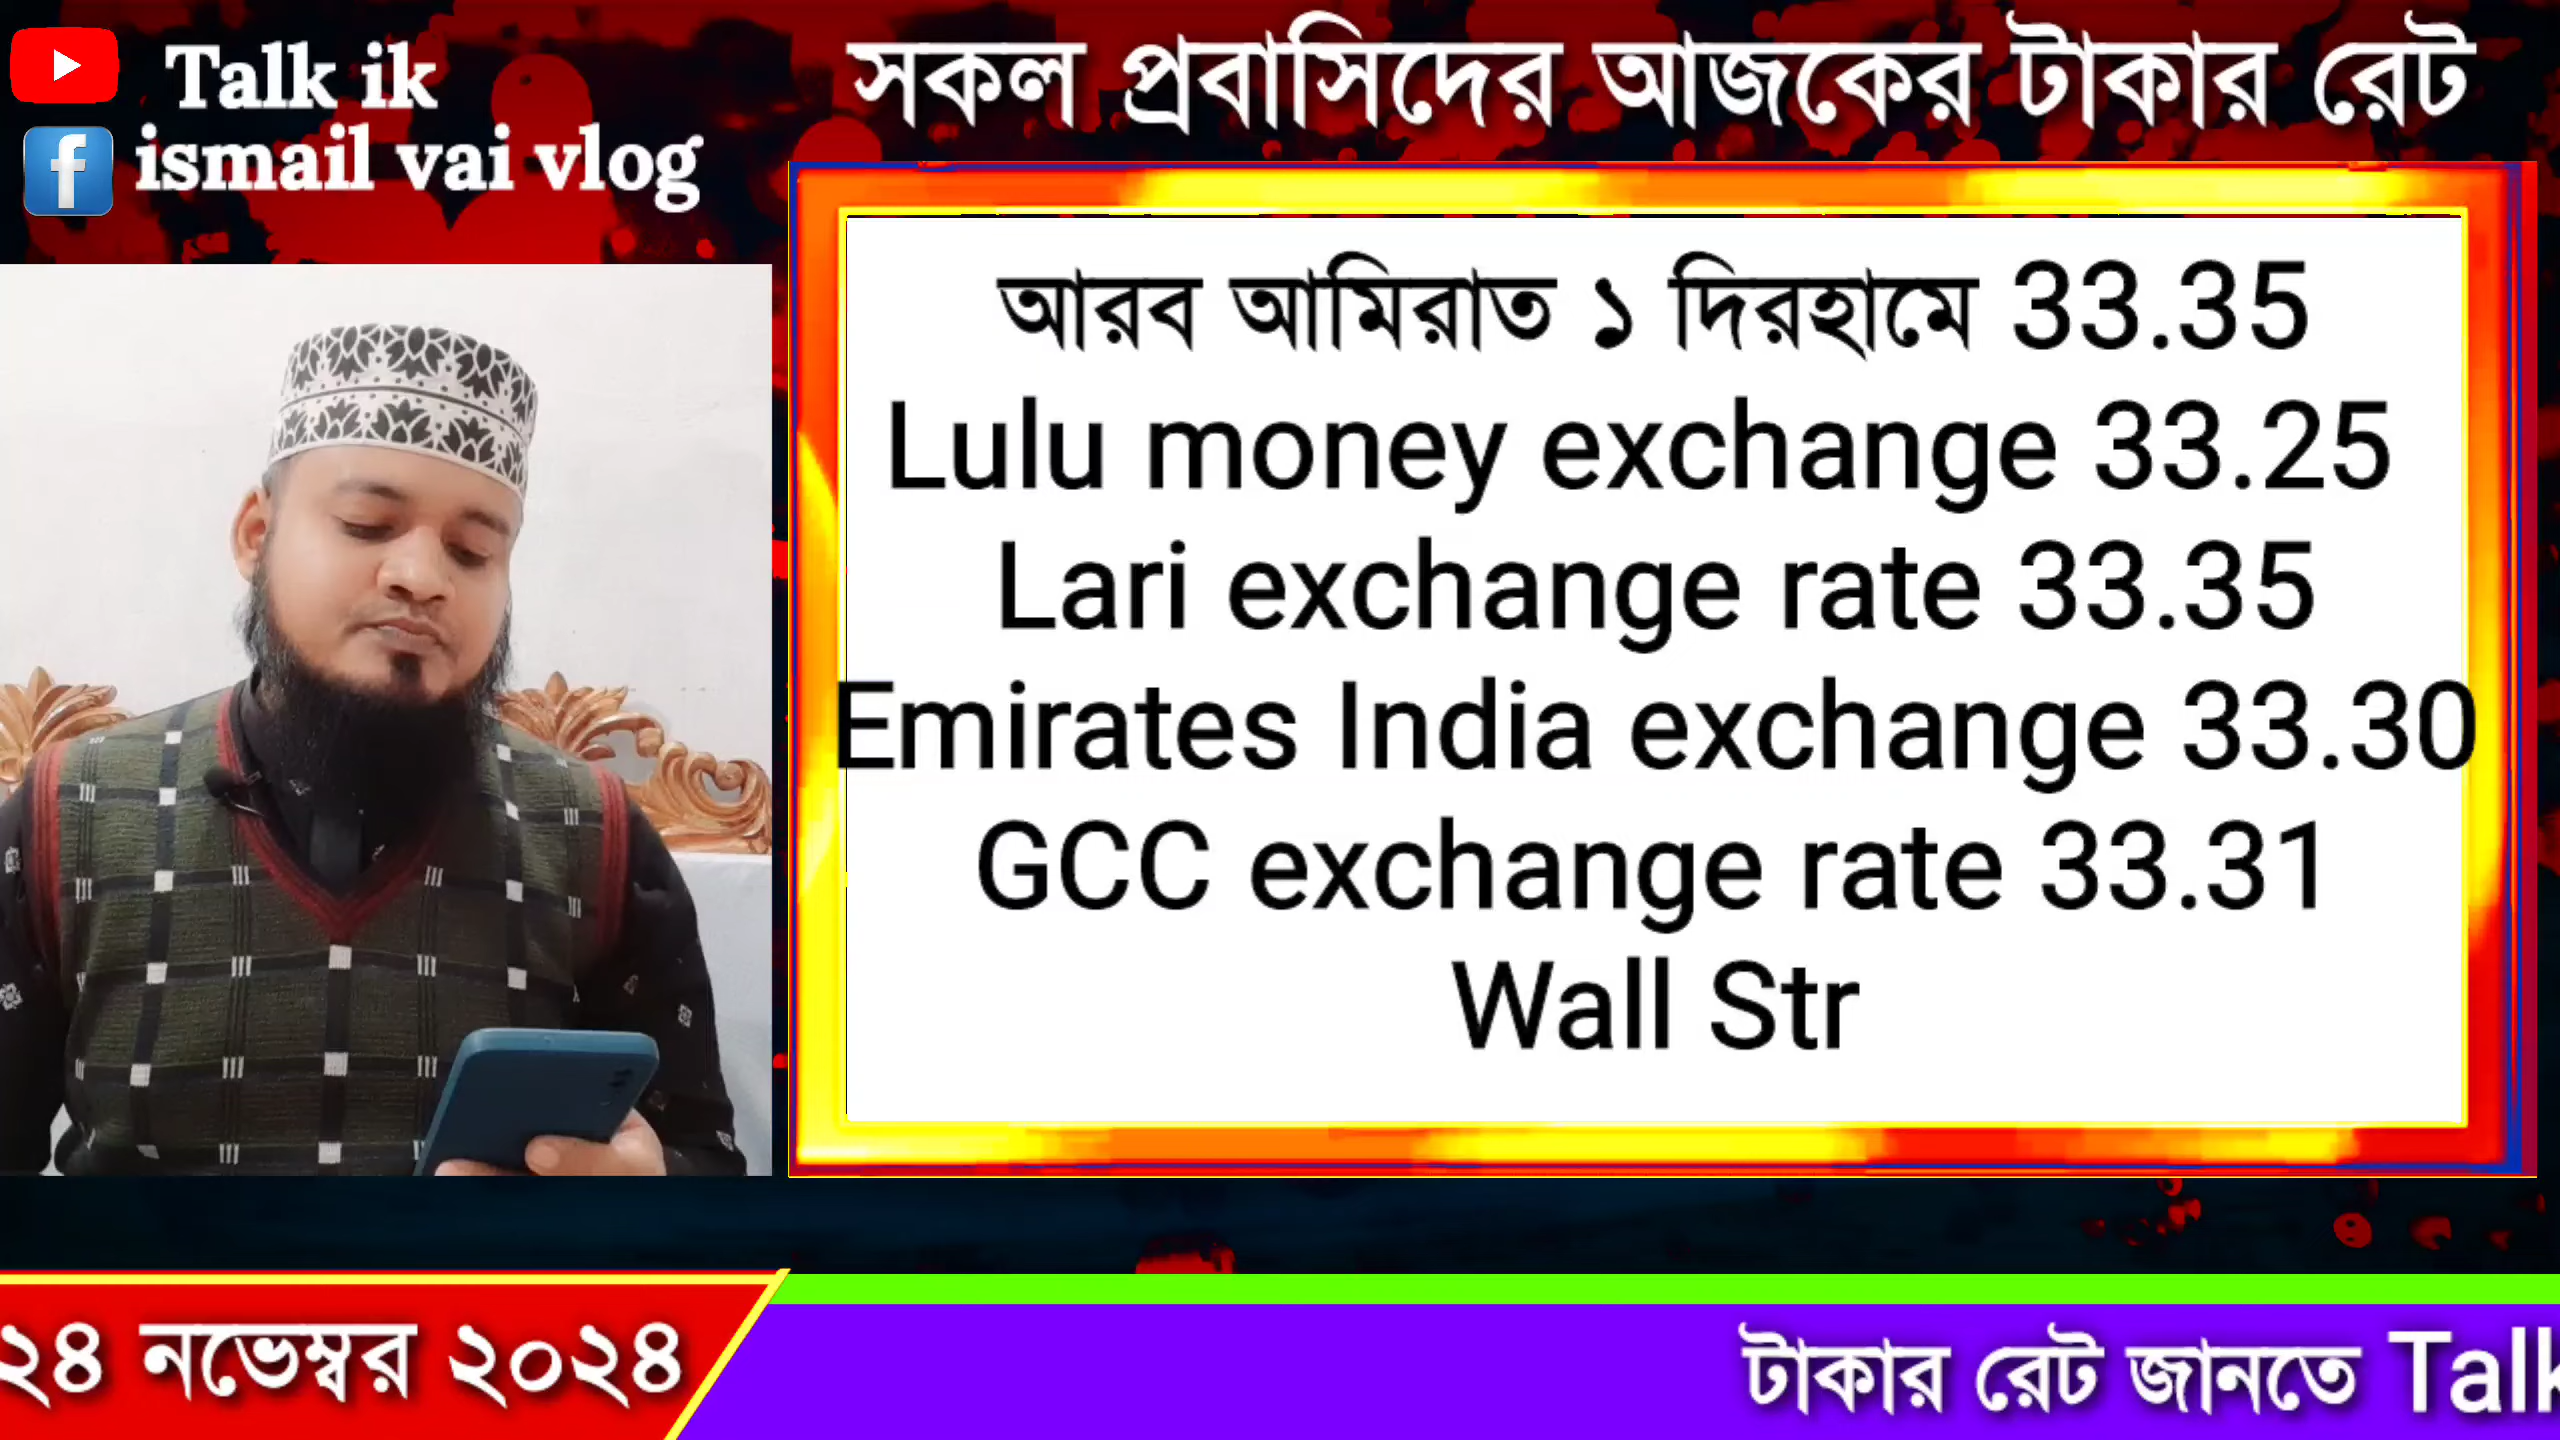 Talk ik
ismail vai vlog
সকল প্রবাসিদের আজকের টাকার রেট
আরব আমিরাত ১ দিরহামে 33.35
Lulu money exchange 33.25
Lari exchange rate 33.35
Emirates India exchange 33.30
GCC exchange rate 33.31
Wall Str
২৪ নভেম্বর ২০২৪
টাকার রেট জানতে Talk